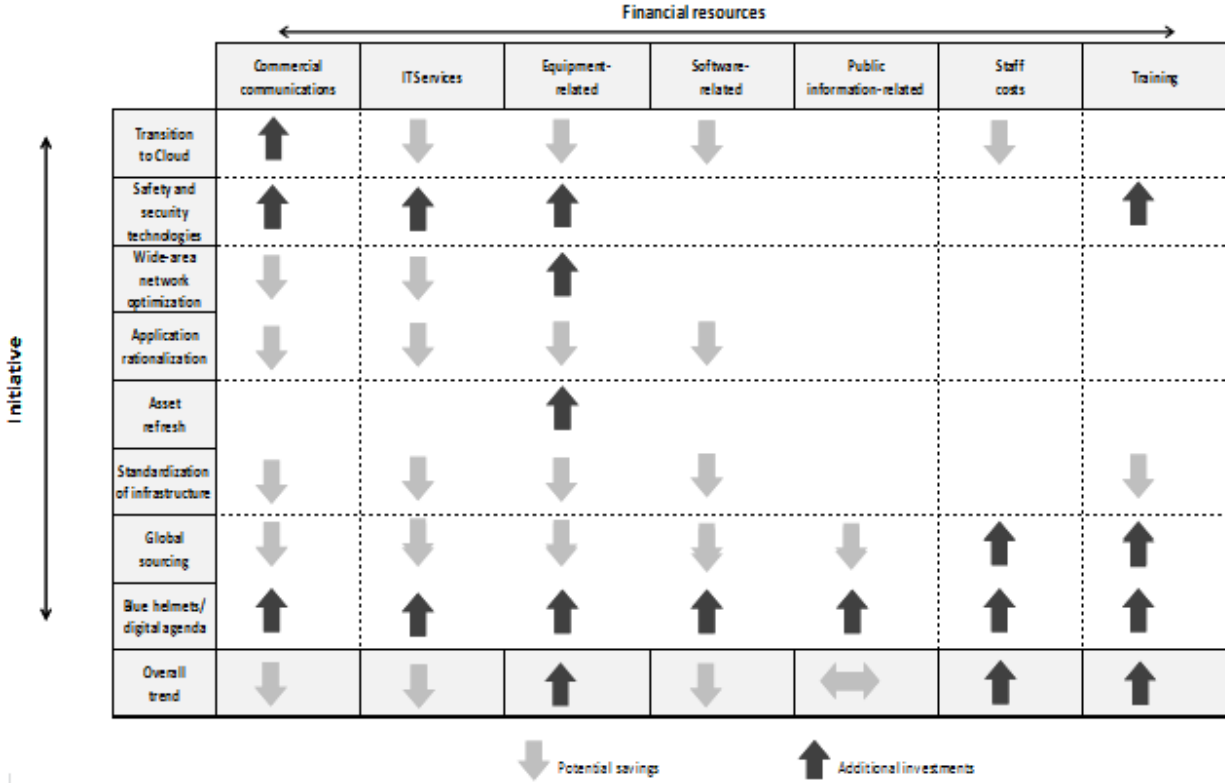 Financial resources
Commercial
communications
ITServices
Equipment-
related
Software-
related
Public
information-related
Staff
costs
Training
Initiative
Transition
to Cloud
Safety and
security
technologies
Wide-area
network
optimization
Application
rationalization
Asset
refresh
Standardization
of infrastructure
Global
sourcing
Blue helmets/
digital agenda
Overall
trend
Potential savings
Additional investments